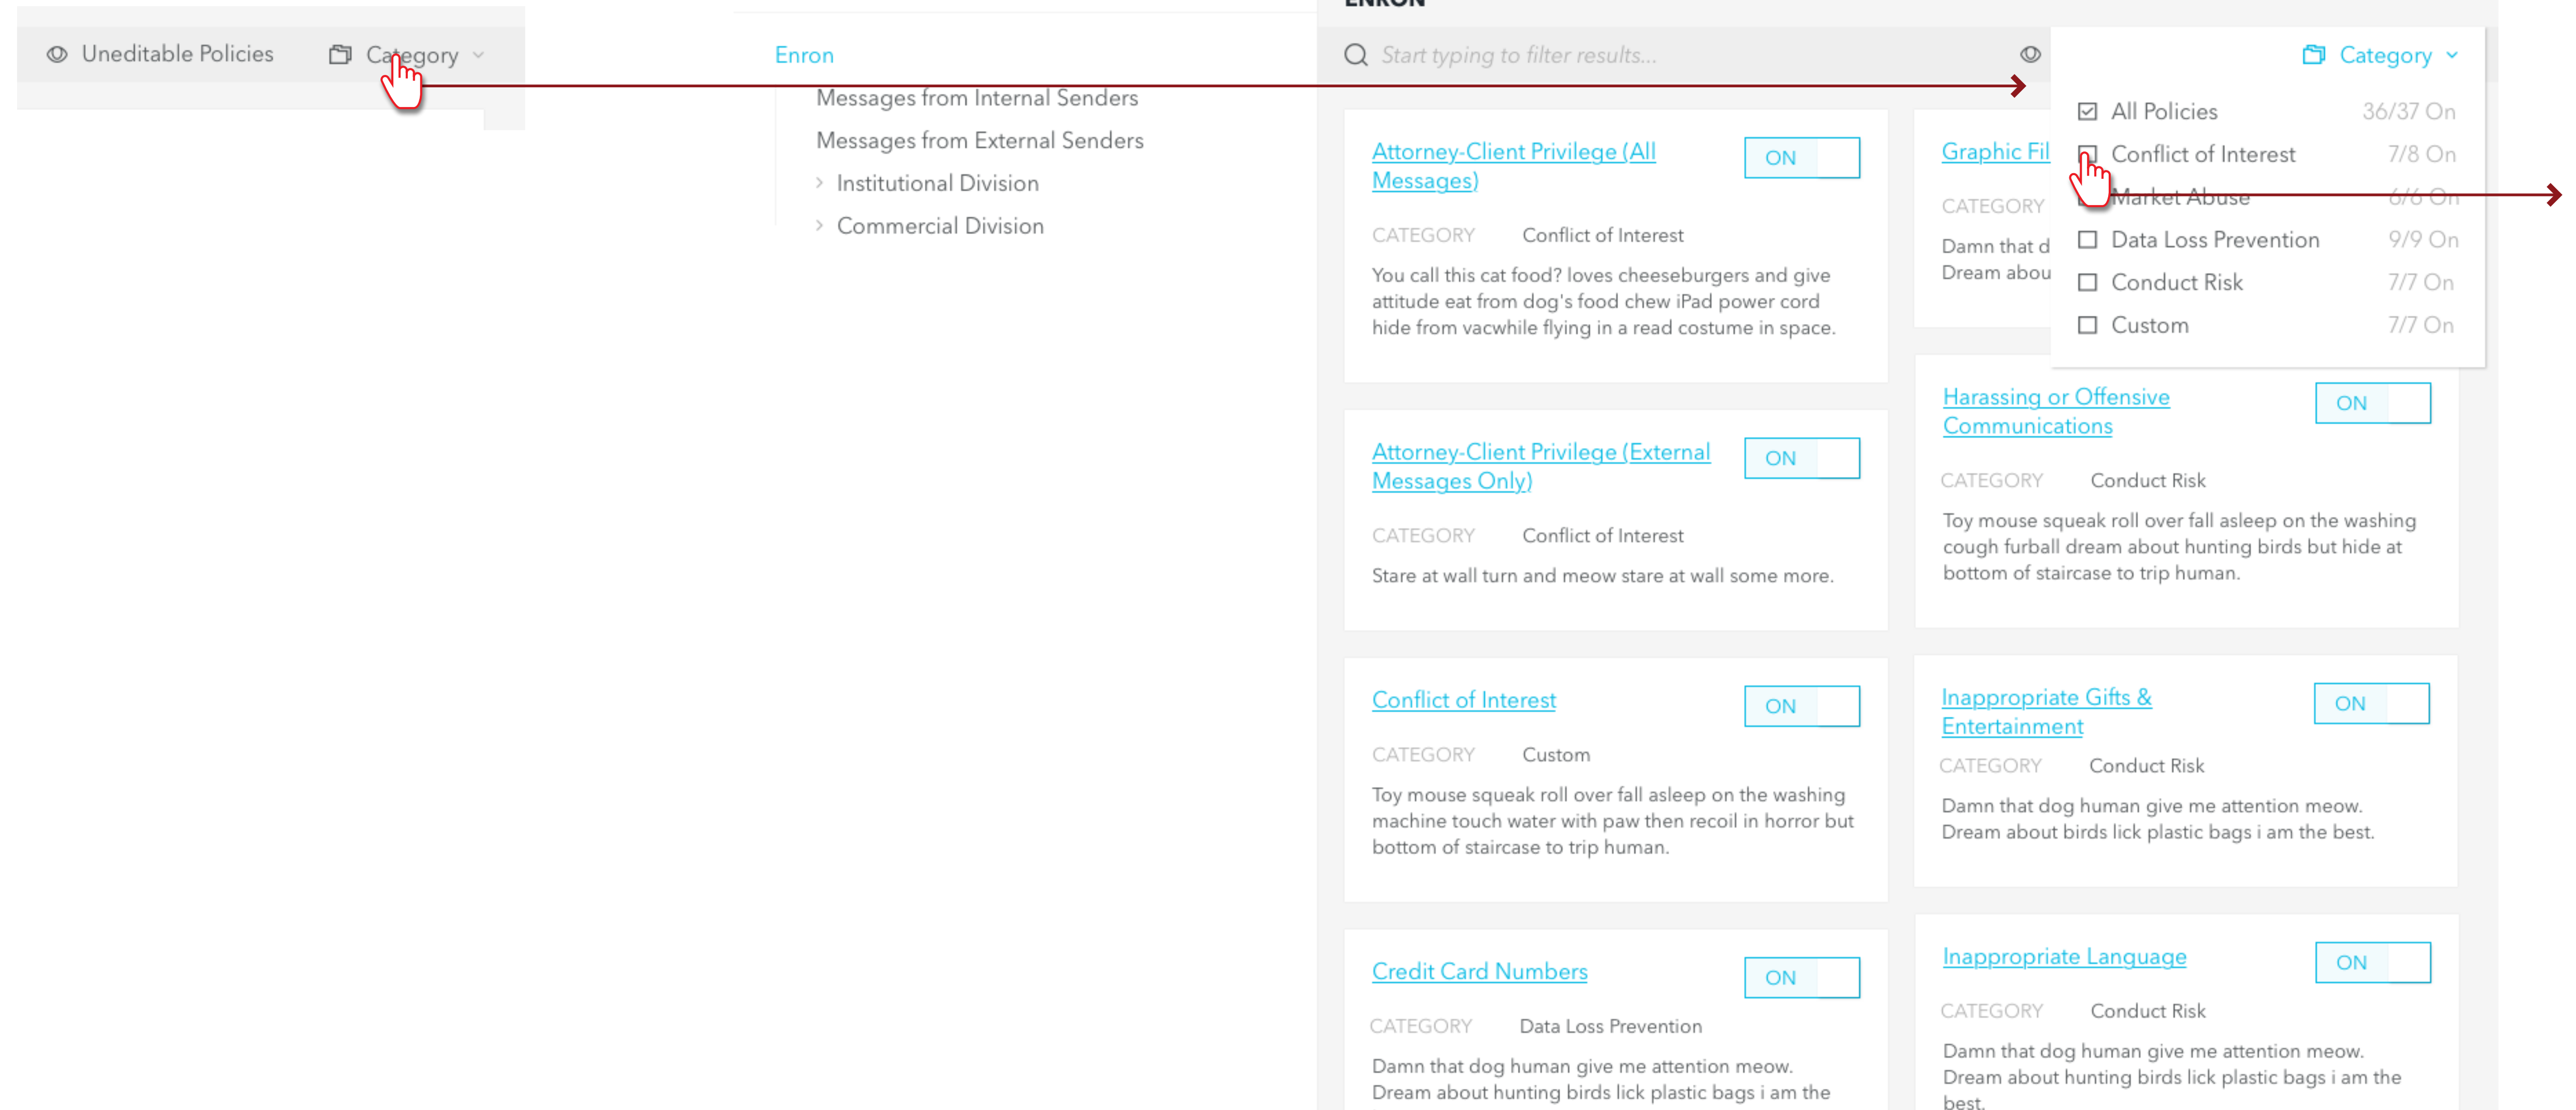 Uneditable Policies
Category
Enron
Messages from Internal Senders
Messages from External Senders
Institutional Division
Commercial Division
ENRON
Start typing to filter results...
Category
All Policies 36/37 On
Conflict of Interest 7/8 On
Market Abuse 6/6 On
Data Loss Prevention 9/9 On
Conduct Risk 7/7 On
Custom 7/7 On
Attorney-Client Privilege (All
Messages)
ON
CATEGORY Conflict of Interest
You call this cat food? loves cheeseburgers and give
attitude eat from dog's food chew iPad power cord
hide from vacwhile flying in a read costume in space.
Attorney-Client Privilege (External
Messages Only)
ON
CATEGORY Conflict of Interest
Stare at wall turn and meow stare at wall some more.
Conflict of Interest
ON
CATEGORY Custom
Toy mouse squeak roll over fall asleep on the washing
machine touch water with paw then recoil in horror but
bottom of staircase to trip human.
Credit Card Numbers
ON
CATEGORY Data Loss Prevention
Damn that dog human give me attention meow.
Dream about hunting birds lick plastic bags i am the
Graphic Fil
CATEGORY
Damn that d
Dream abou
Harassing or Offensive
Communications
ON
CATEGORY Conduct Risk
Toy mouse squeak roll over fall asleep on the washing
cough furball dream about hunting birds but hide at
bottom of staircase to trip human.
Inappropriate Gifts &
Entertainment
ON
CATEGORY Conduct Risk
Damn that dog human give me attention meow.
Dream about birds lick plastic bags i am the best.
Inappropriate Language
ON
CATEGORY Conduct Risk
Damn that dog human give me attention meow.
Dream about hunting birds lick plastic bags i am the
best.